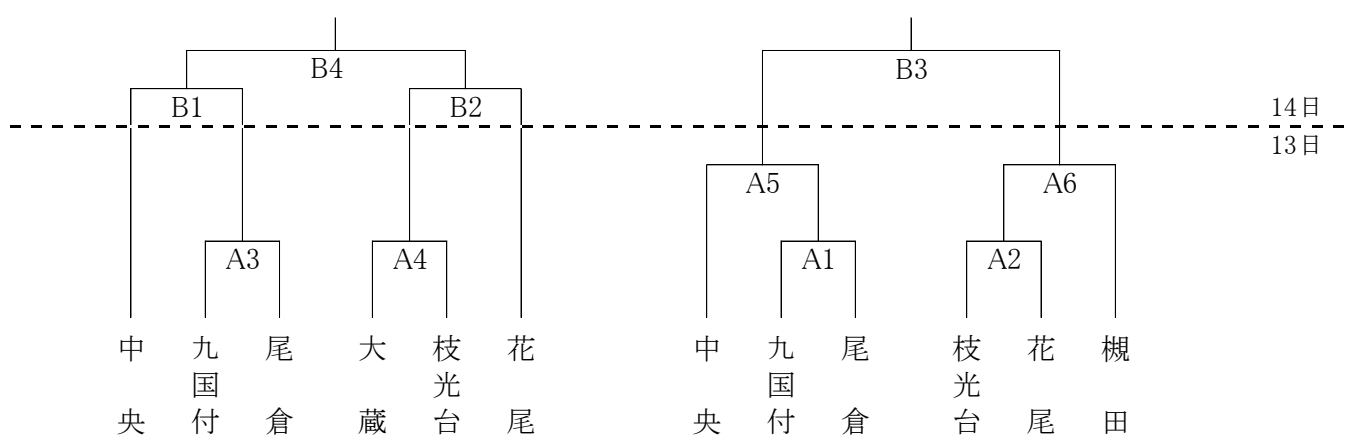 B4
B3
B1
B2
14日
13日
A5
A6
A3
A4
A1
A2
中央
九国付
尾倉
大蔵
枝光台
花尾
中央
九国付
尾倉
枝光台
花尾
槻田